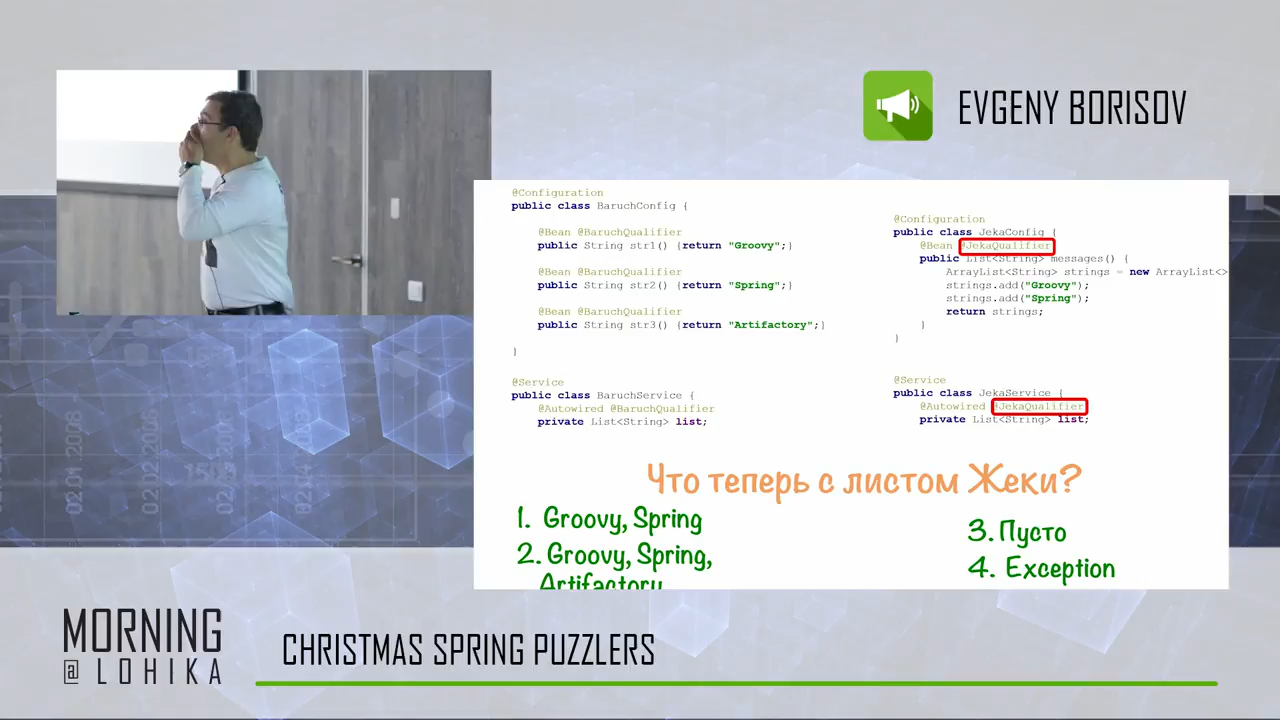 EVGENY BORISOV
@Configuration
public class BaruchConfig {
@Bean @BaruchQualifier
public String str1() {return "Groovy";}
@Bean @BaruchQualifier
public String str2() {return "Spring";}
@Bean @BaruchQualifier
public String str3() {return "Artifactory";}
}
@Service
public class BaruchService {
@Autowired @BaruchQualifier
private List<String> list;
@Configuration
public class JekaConfig {
@Bean @JekaQualifier
public List<String> messages() {
ArrayList<String> strings = new ArrayList<>
strings.add("Groovy");
strings.add("Spring");
return strings;
}
}
@Service
public class JekaService {
@Autowired @JekaQualifier
private List<String> list;
Что теперь с листом Жеки?
1. Groovy, Spring
2. Groovy, Spring,
Artifactory
3. Пусто
4. Exception
MORNING
@ LOHIKA
CHRISTMAS SPRING PUZZLERS